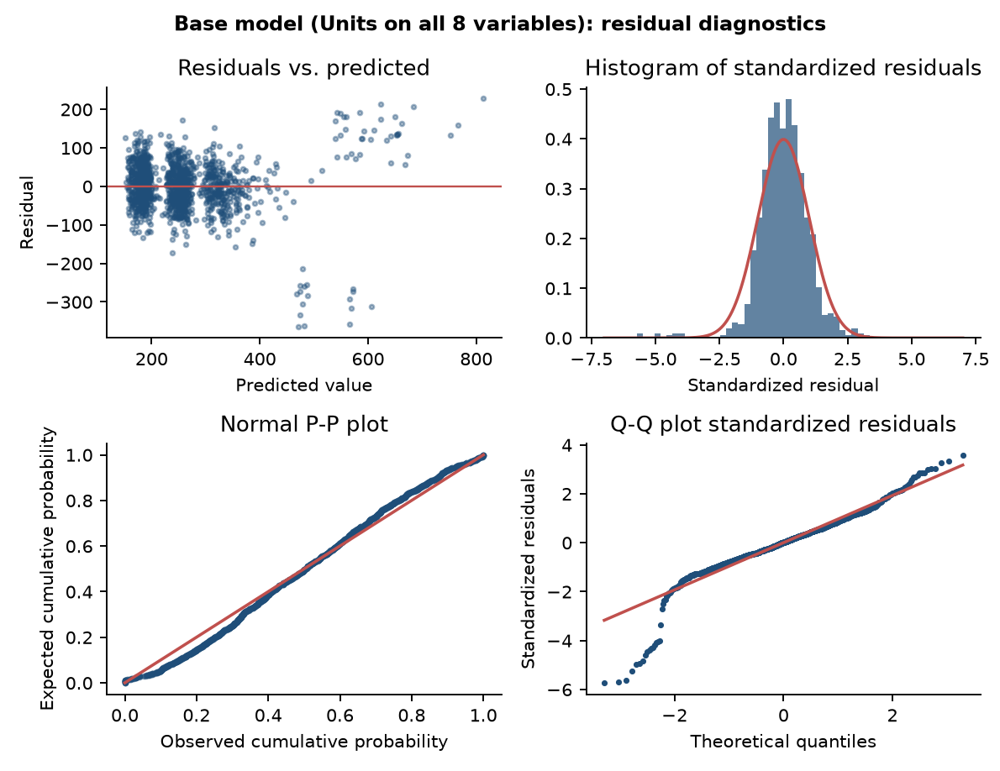 Base model (Units on all 8 variables): residual diagnostics
Residuals vs. predicted
200
100
0
−100
−200
−300
Residual
200 400 600 800
Predicted value
Histogram of standardized residuals
0.5
0.4
0.3
0.2
0.1
0.0
−7.5 −5.0 −2.5 0.0 2.5 5.0 7.5
Standardized residual
Normal P-P plot
1.0
0.8
0.6
0.4
0.2
0.0
Expected cumulative probability
0.0 0.2 0.4 0.6 0.8 1.0
Observed cumulative probability
Q-Q plot standardized residuals
4
2
0
−2
−4
−6
Standardized residuals
−2 0 2
Theoretical quantiles